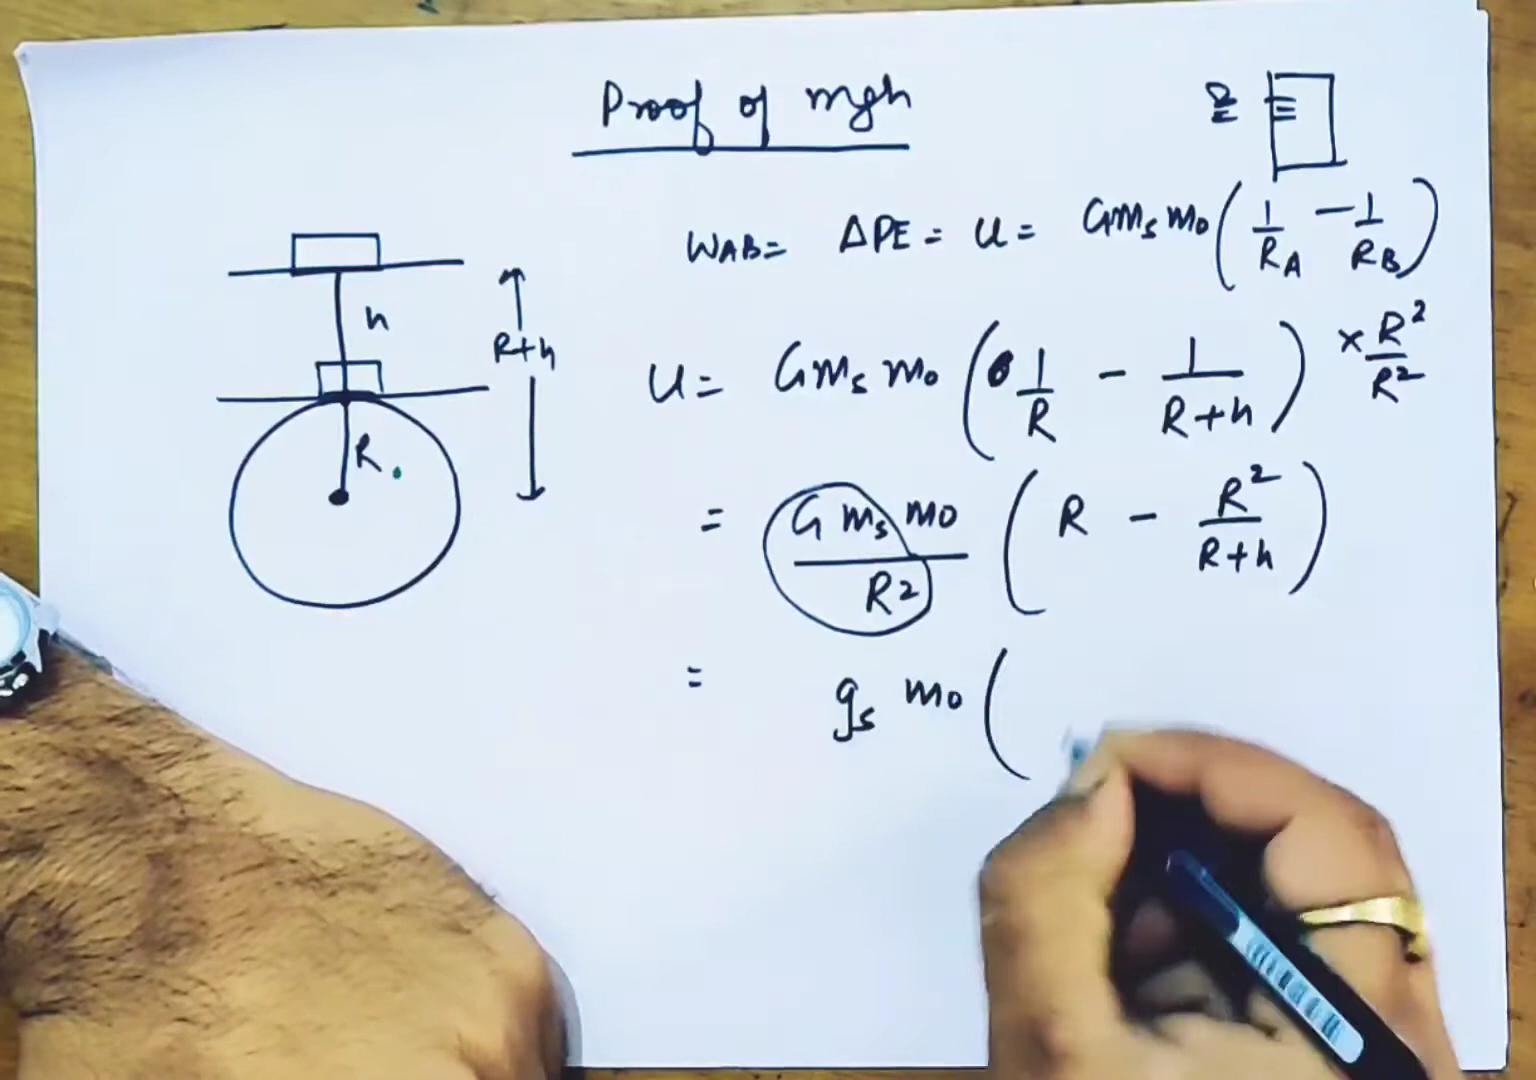 Proof of mgh
WAB= ΔPE = U = Gms mo (1/RA - 1/RB)
h
R+h
R
U= Gms mo (1/R - 1/R+h) × R²/R²
= G ms mo/R² (R - R²/R+h)
= gs mo (